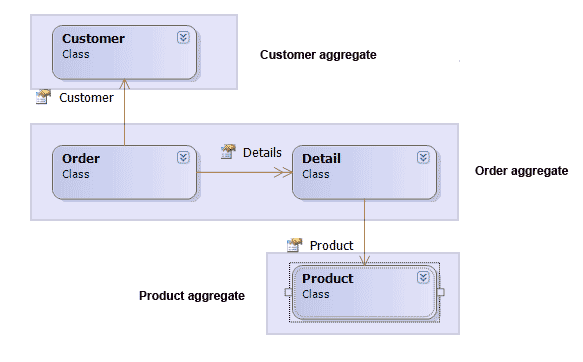 Customer
Class
Customer aggregate
Customer
Order
Class
Details
Detail
Class
Order aggregate
Product
Product aggregate
Product
Class